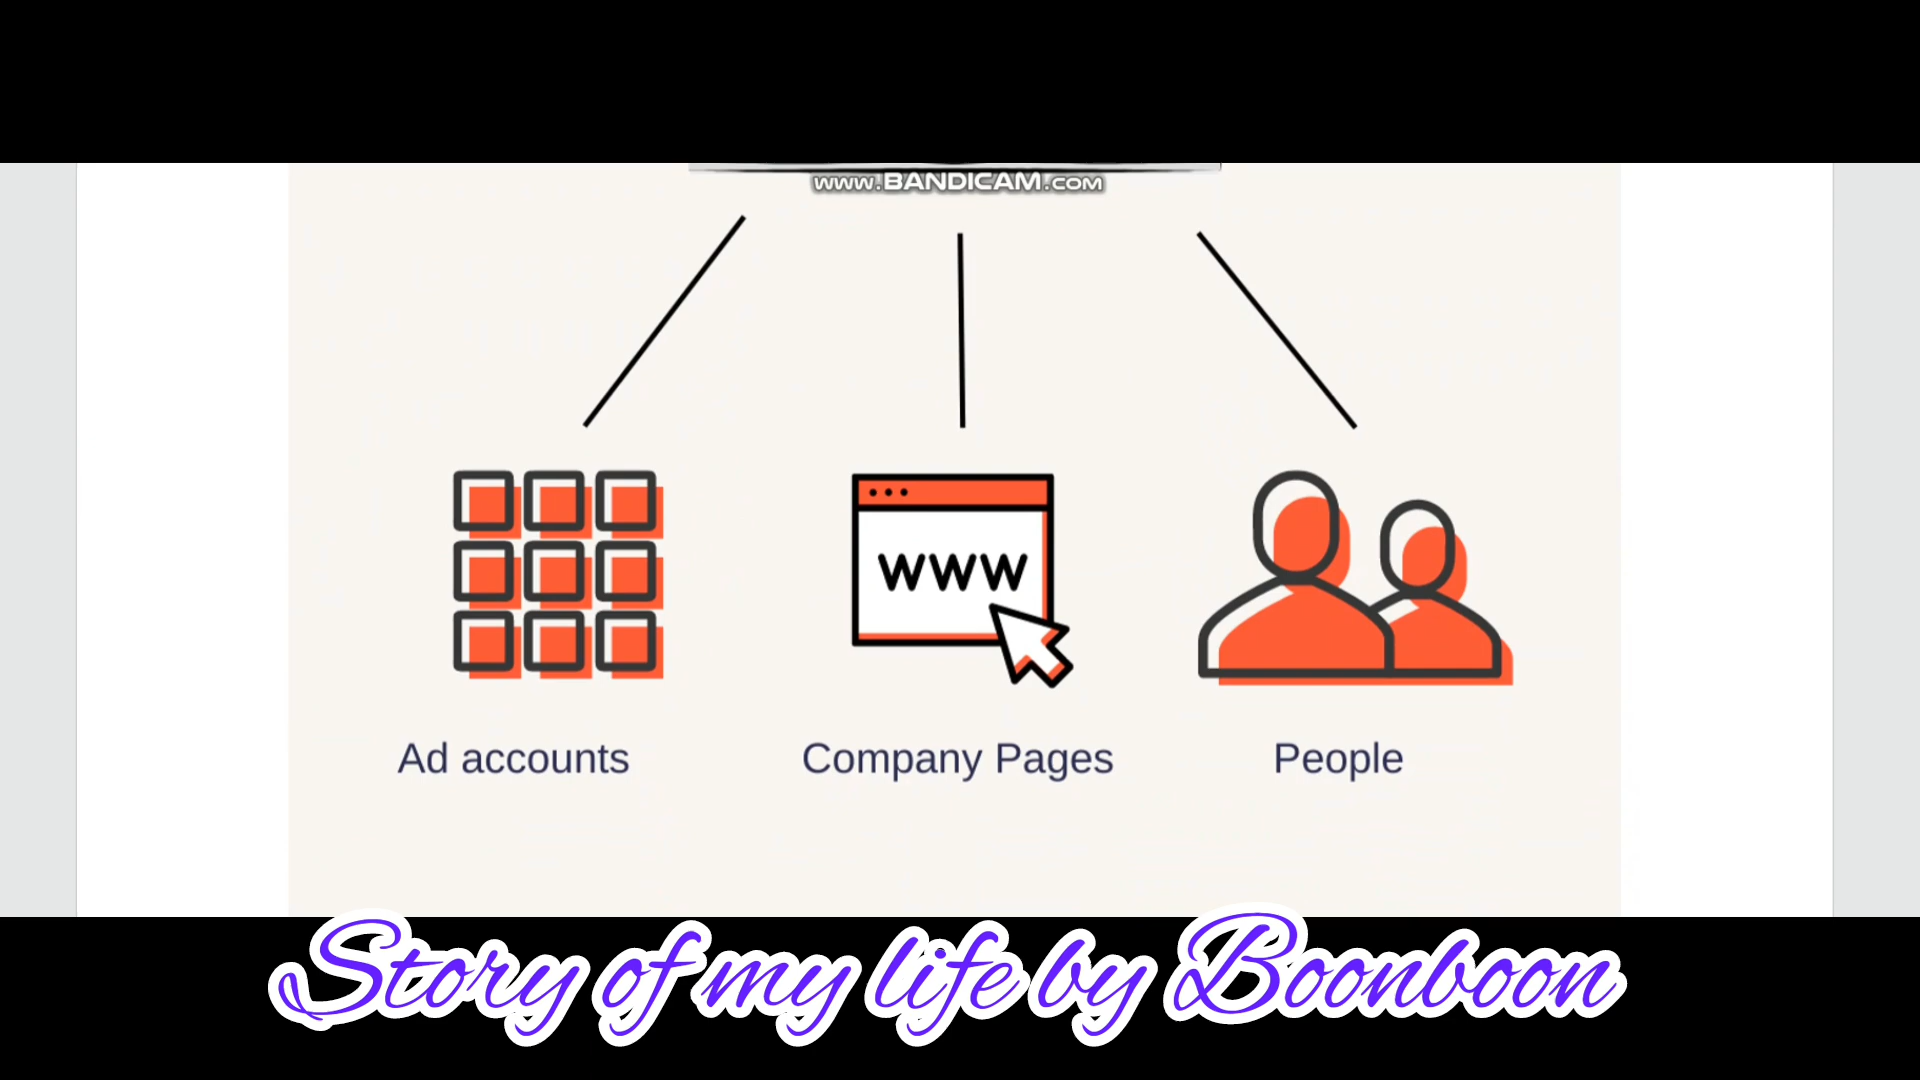 www.BANDICAM.com
www
Ad accounts
Company Pages
People
Story of my life by Boonboon